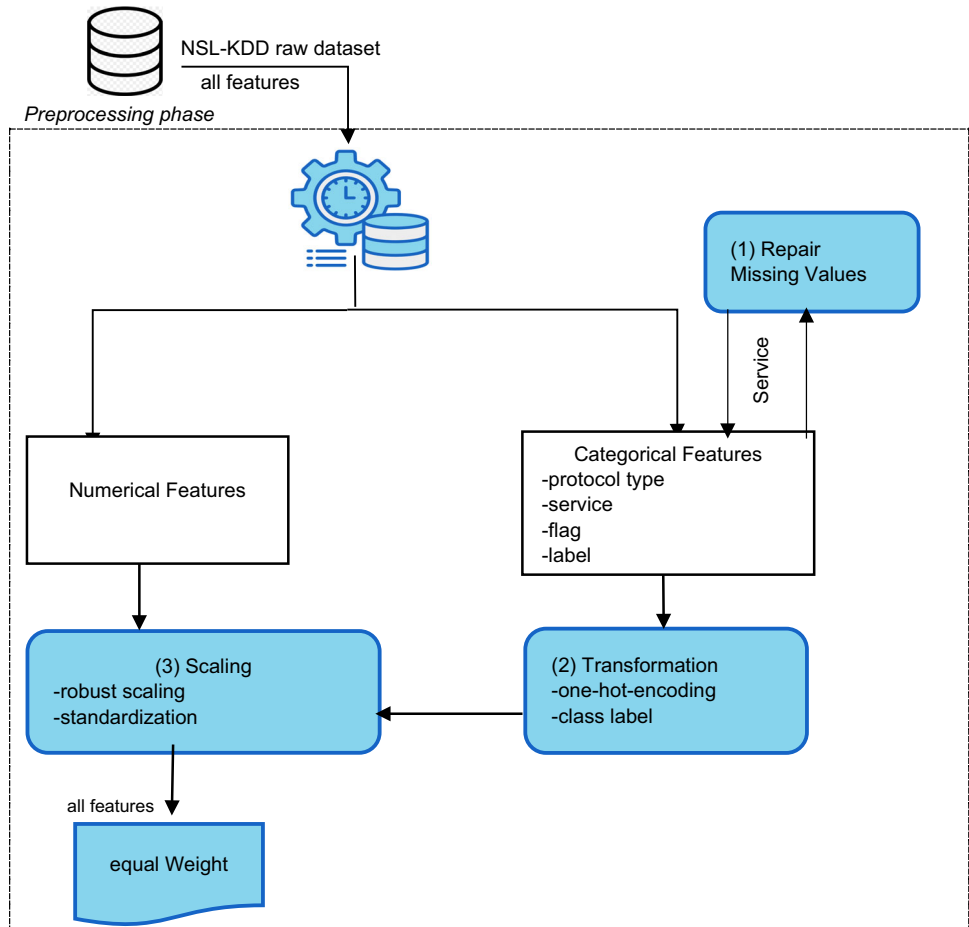 NSL-KDD raw dataset
all features
Preprocessing phase
(1) Repair
Missing Values
Service
Numerical Features
Categorical Features
-protocol type
-service
-flag
-label
(3) Scaling
-robust scaling
-standardization
(2) Transformation
-one-hot-encoding
-class label
all features
equal Weight